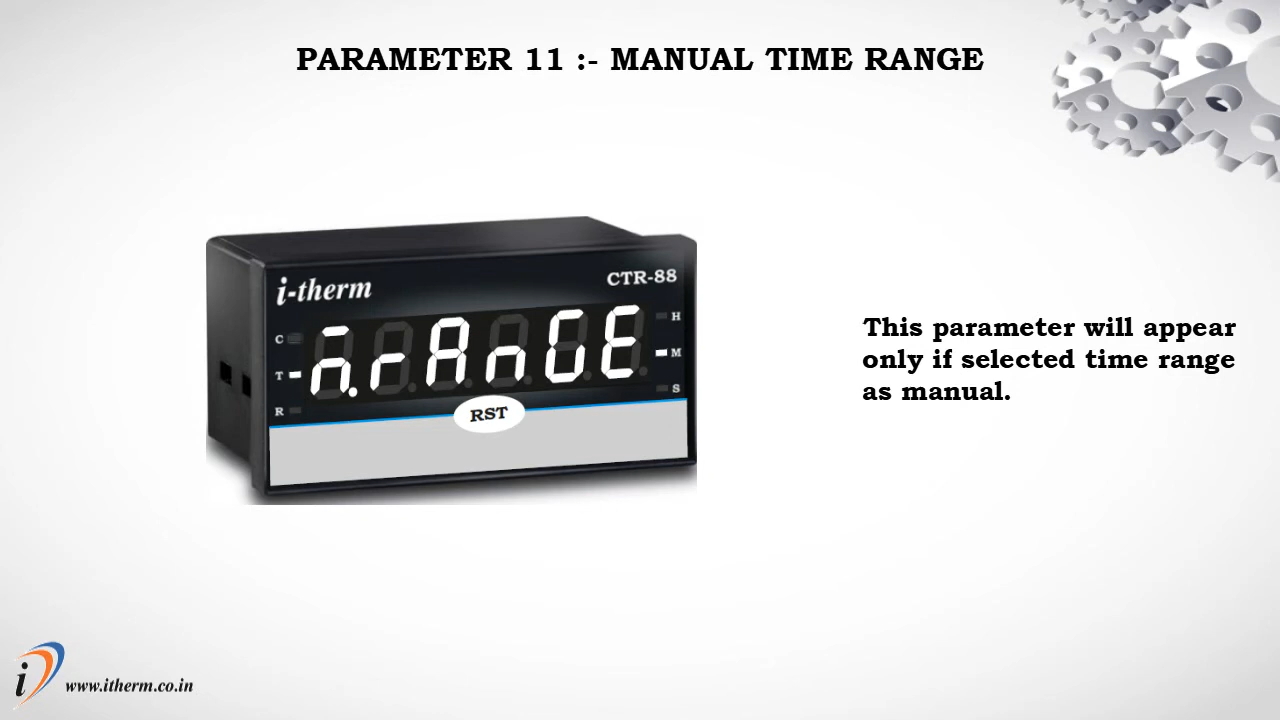 PARAMETER 11 :- MANUAL TIME RANGE
i-therm
CTR-88
C
T
R
n̄.rAnGE
H
M
S
RST
This parameter will appear
only if selected time range
as manual.
i
www.itherm.co.in